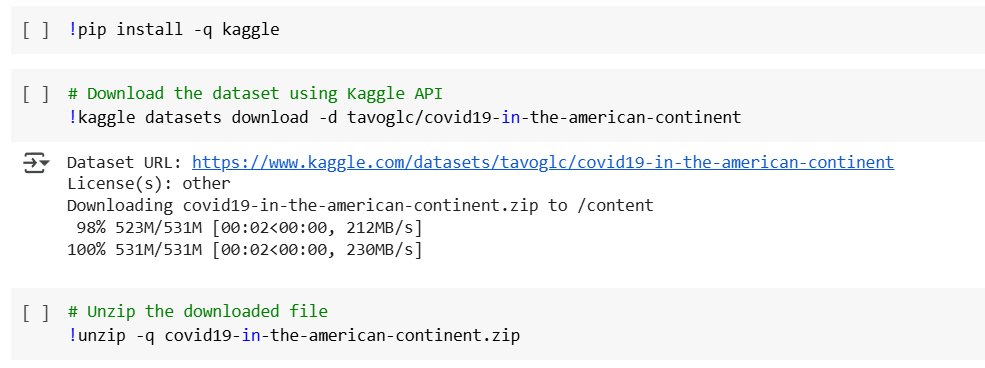 [ ] !pip install -q kaggle
[ ] # Download the dataset using Kaggle API
!kaggle datasets download -d tavoglc/covid19-in-the-american-continent
Dataset URL: https://www.kaggle.com/datasets/tavoglc/covid19-in-the-american-continent
License(s): other
Downloading covid19-in-the-american-continent.zip to /content
98% 523M/531M [00:02<00:00, 212MB/s]
100% 531M/531M [00:02<00:00, 230MB/s]
[ ] # Unzip the downloaded file
!unzip -q covid19-in-the-american-continent.zip